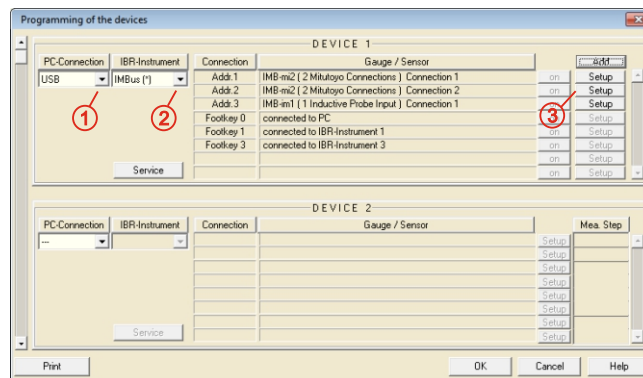 Programming of the devices
DEVICE 1
PC-Connection IBR-Instrument Connection Gauge / Sensor Add
USB IMBus (*) Addr.1 IMB-mi2 ( 2 Mitutoyo Connections ) Connection 1 on Setup
Addr.2 IMB-mi2 ( 2 Mitutoyo Connections ) Connection 2 on Setup
Addr.3 IMB-im1 ( 1 Inductive Probe Input ) Connection 1 on Setup
1 2 3
Footkey 0 connected to PC on Setup
Footkey 1 connected to IBR-Instrument 1 on Setup
Footkey 3 connected to IBR-Instrument 3 on Setup
on Setup
Service on Setup
DEVICE 2
PC-Connection IBR-Instrument Connection Gauge / Sensor Mea. Step
--- Setup
Setup
Setup
Setup
Setup
Setup
Service Setup
Setup
Print OK Cancel Help